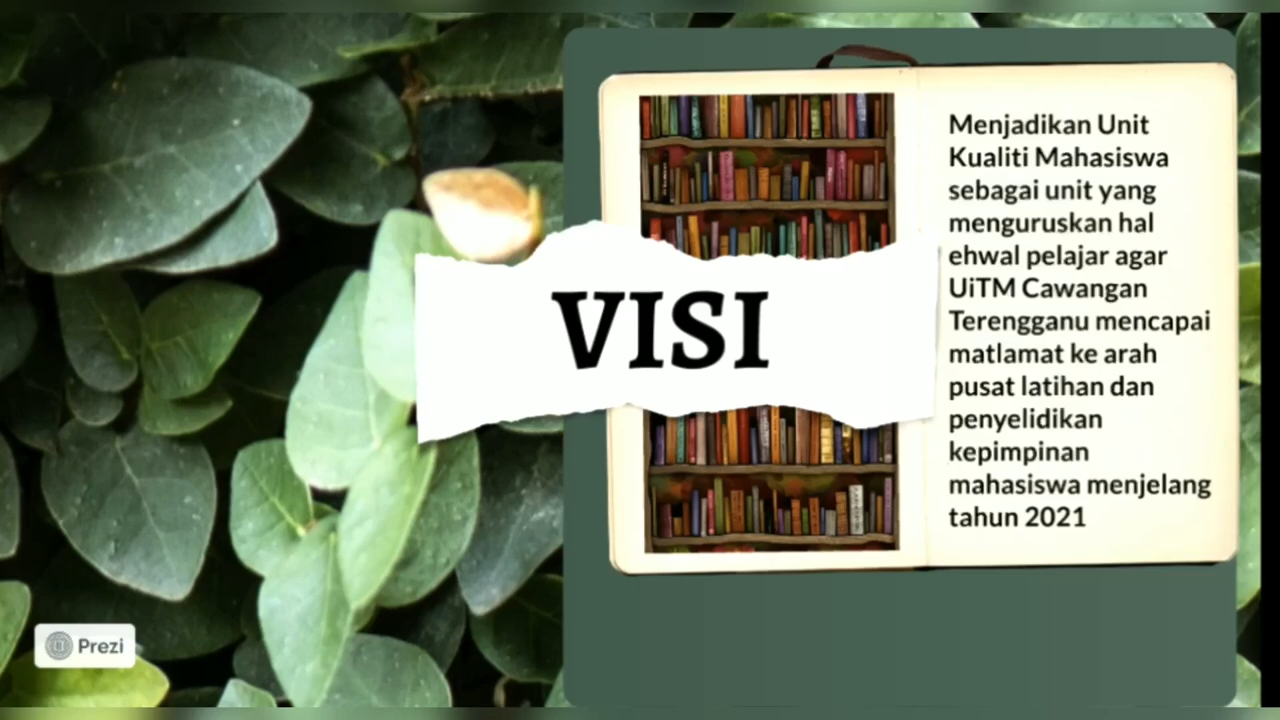 VISI
Menjadikan Unit
Kualiti Mahasiswa
sebagai unit yang
menguruskan hal
ehwal pelajar agar
UiTM Cawangan
Terengganu mencapai
matlamat ke arah
pusat latihan dan
penyelidikan
kepimpinan
mahasiswa menjelang
tahun 2021
Prezi